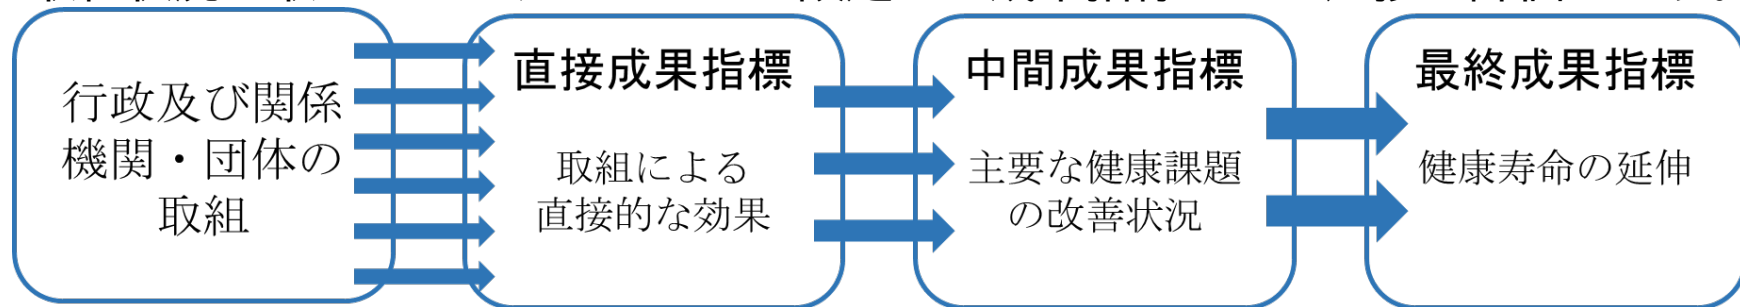 行政及び関係
機関・団体の
取組
直接成果指標
取組による
直接的な効果
中間成果指標
主要な健康課題
の改善状況
最終成果指標
健康寿命の延伸